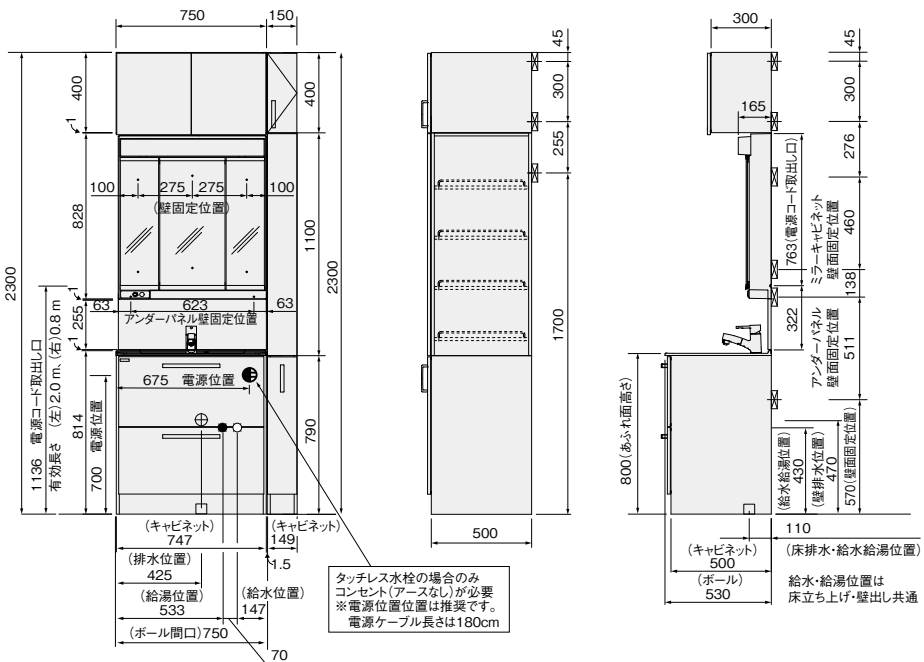 750
150
400
400
2300
1
100
275
275
100
(壁固定位置)
828
1100
2300
1
63
623
63
アンダーパネル壁固定位置
255
1
675 電源位置
1136 電源コード取出し口
有効長さ (左)2.0 m、(右)0.8 m
814
700 電源位置
790
(キャビネット)
747
(キャビネット)
149
1.5
(排水位置)
425
(給湯位置)
533
(給水位置)
147
(ボール間口)750
70
タッチレス水栓の場合のみ
コンセント(アースなし)が必要
※電源位置位置は推奨です。
電源ケーブル長さは180cm
45
300
255
1700
500
300
45
300
165
276
763(電源コード取出し口)
ミラーキャビネット
壁面固定位置
460
138
322
アンダーパネル
壁面固定位置
511
800(あふれ面高さ)
(給水給湯位置)
430
(壁排水位置)
470
570(壁面固定位置)
110
(床排水・給水給湯位置)
(キャビネット)
500
(ボール)
530
給水・給湯位置は
床立ち上げ・壁出し共通